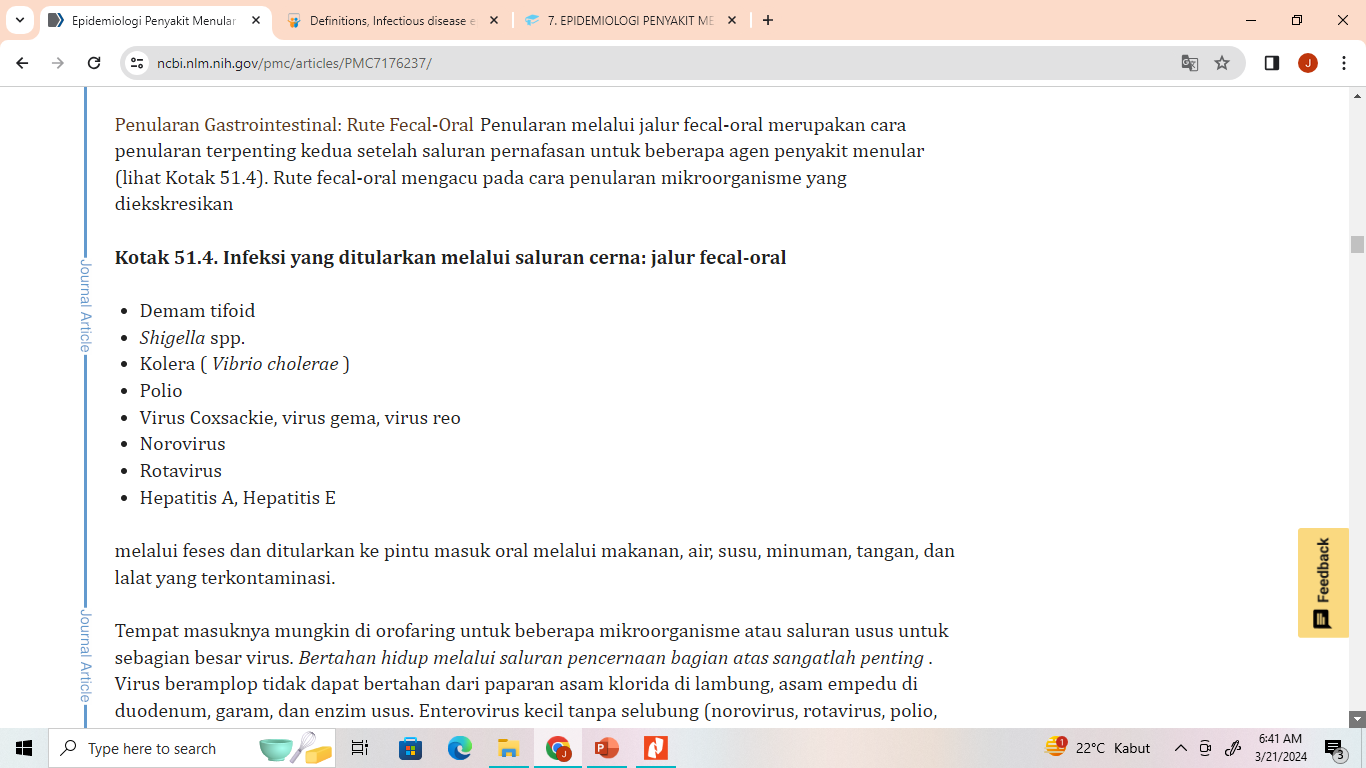 Epidemiologi Penyakit Menular
Definitions, Infectious disease e
7. EPIDEMIOLOGI PENYAKIT ME
ncbi.nlm.nih.gov/pmc/articles/PMC7176237/
J
Penularan Gastrointestinal: Rute Fecal-Oral Penularan melalui jalur fecal-oral merupakan cara
penularan terpenting kedua setelah saluran pernafasan untuk beberapa agen penyakit menular
(lihat Kotak 51.4). Rute fecal-oral mengacu pada cara penularan mikroorganisme yang
diekskresikan
Kotak 51.4. Infeksi yang ditularkan melalui saluran cerna: jalur fecal-oral
Journal Article
• Demam tifoid
• Shigella spp.
• Kolera ( Vibrio cholerae )
• Polio
• Virus Coxsackie, virus gema, virus reo
• Norovirus
• Rotavirus
• Hepatitis A, Hepatitis E
melalui feses dan ditularkan ke pintu masuk oral melalui makanan, air, susu, minuman, tangan, dan
lalat yang terkontaminasi.
Feedback
Journal Article
Tempat masuknya mungkin di orofaring untuk beberapa mikroorganisme atau saluran usus untuk
sebagian besar virus. Bertahan hidup melalui saluran pencernaan bagian atas sangatlah penting .
Virus beramplop tidak dapat bertahan dari paparan asam klorida di lambung, asam empedu di
duodenum, garam, dan enzim usus. Enterovirus kecil tanpa selubung (norovirus, rotavirus, polio,
Type here to search
1
22°C Kabut
6:41 AM
3/21/2024
3